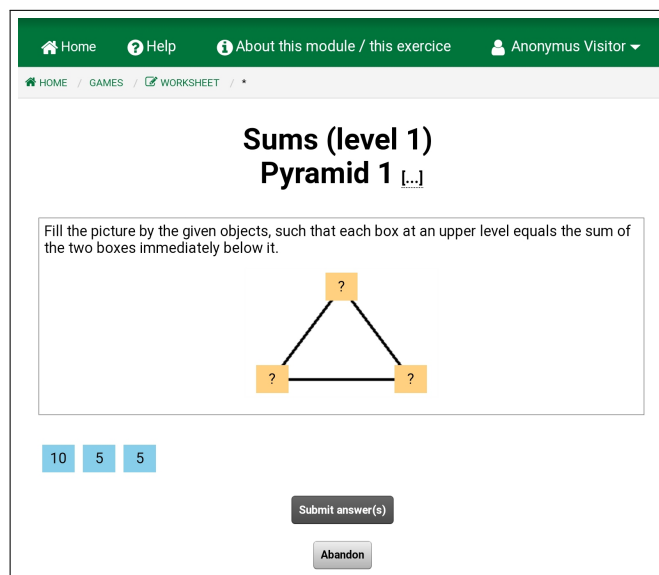 Home Help About this module / this exercice Anonymus Visitor
HOME / GAMES / WORKSHEET / *
Sums (level 1)
Pyramid 1 [...]
Fill the picture by the given objects, such that each box at an upper level equals the sum of
the two boxes immediately below it.
?
? ?
10 5 5
Submit answer(s)
Abandon